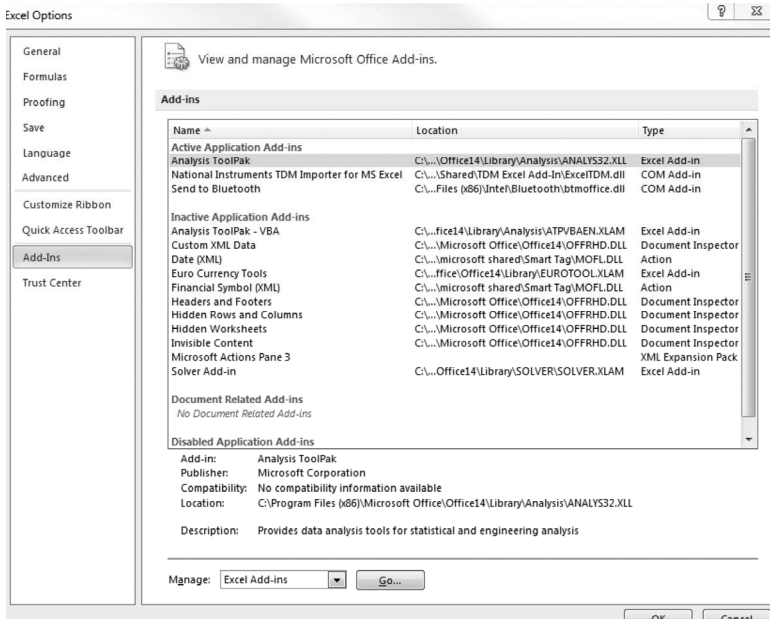 Excel Options
General
Formulas
Proofing
Save
Language
Advanced
Customize Ribbon
Quick Access Toolbar
Add-Ins
Trust Center
View and manage Microsoft Office Add-ins.
Add-ins
Name Location Type
Active Application Add-ins
Analysis ToolPak C:\...\Office14\Library\Analysis\ANALYS32.XLL Excel Add-in
National Instruments TDM Importer for MS Excel C:\...\Shared\TDM Excel Add-In\ExcelTDM.dll COM Add-in
Send to Bluetooth C:\...Files (x86)\Intel\Bluetooth\btmoffice.dll COM Add-in
Inactive Application Add-ins
Analysis ToolPak - VBA C:\...fice14\Library\Analysis\ATPVBAEN.XLAM Excel Add-in
Custom XML Data C:\...\Microsoft Office\Office14\OFFRHD.DLL Document Inspector
Date (XML) C:\...\microsoft shared\Smart Tag\MOFL.DLL Action
Euro Currency Tools C:\...ffice\Office14\Library\EUROTOOL.XLAM Excel Add-in
Financial Symbol (XML) C:\...\microsoft shared\Smart Tag\MOFL.DLL Action
Headers and Footers C:\...\Microsoft Office\Office14\OFFRHD.DLL Document Inspector
Hidden Rows and Columns C:\...\Microsoft Office\Office14\OFFRHD.DLL Document Inspector
Hidden Worksheets C:\...\Microsoft Office\Office14\OFFRHD.DLL Document Inspector
Invisible Content C:\...\Microsoft Office\Office14\OFFRHD.DLL Document Inspector
Microsoft Actions Pane 3 XML Expansion Pack
Solver Add-in C:\...Office14\Library\SOLVER\SOLVER.XLAM Excel Add-in
Document Related Add-ins
No Document Related Add-ins
Disabled Application Add-ins
Add-in: Analysis ToolPak
Publisher: Microsoft Corporation
Compatibility: No compatibility information available
Location: C:\Program Files (x86)\Microsoft Office\Office14\Library\Analysis\ANALYS32.XLL
Description: Provides data analysis tools for statistical and engineering analysis
Manage: Excel Add-ins Go...
OK Cancel